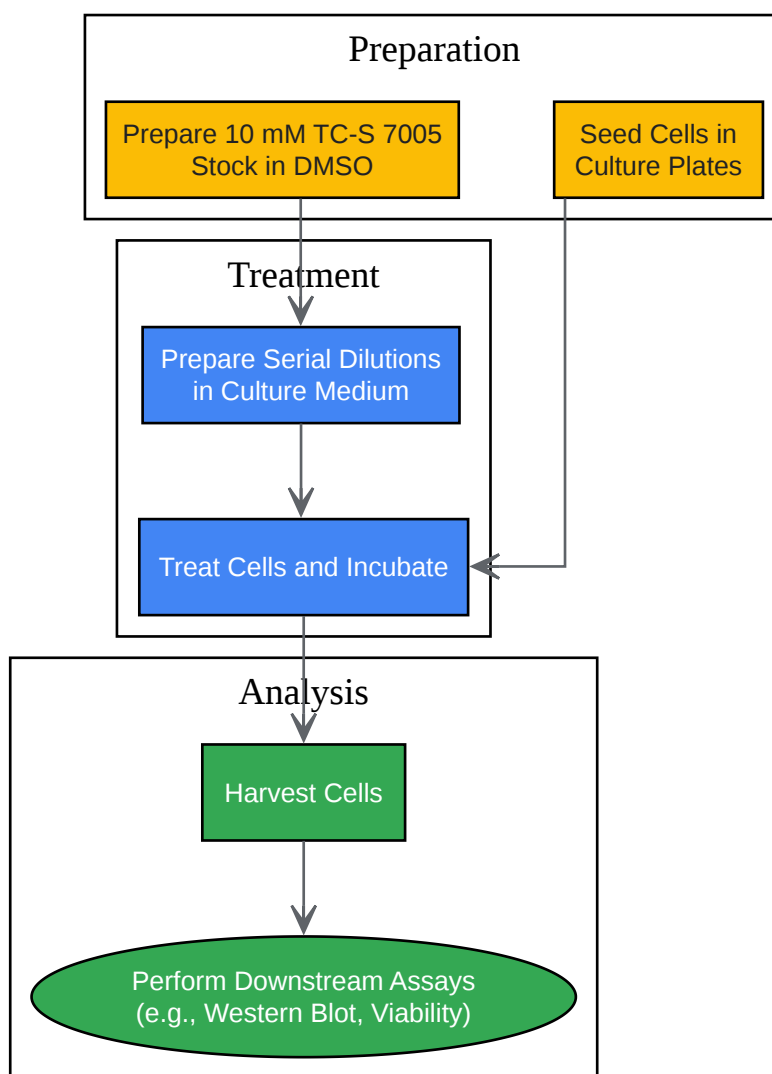 Preparation
Prepare 10 mM TC-S 7005
Stock in DMSO
Seed Cells in
Culture Plates
Treatment
Prepare Serial Dilutions
in Culture Medium
Treat Cells and Incubate
Analysis
Harvest Cells
Perform Downstream Assays
(e.g., Western Blot, Viability)